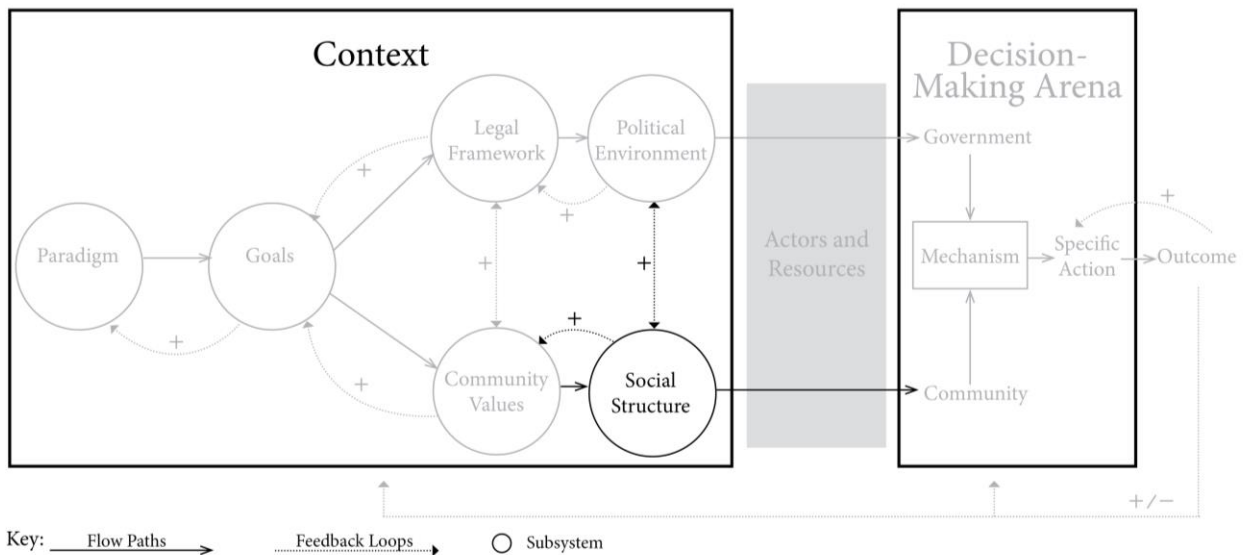 Context
Decision-
Making Arena
Legal
Framework
Political
Environment
Government
+
+
+
Paradigm
Goals
+
+
Actors and
Resources
Mechanism
Specific
Action
Outcome
+
+
+
Community
Values
Social
Structure
Community
+
+/−
Key:
Flow Paths
Feedback Loops
Subsystem